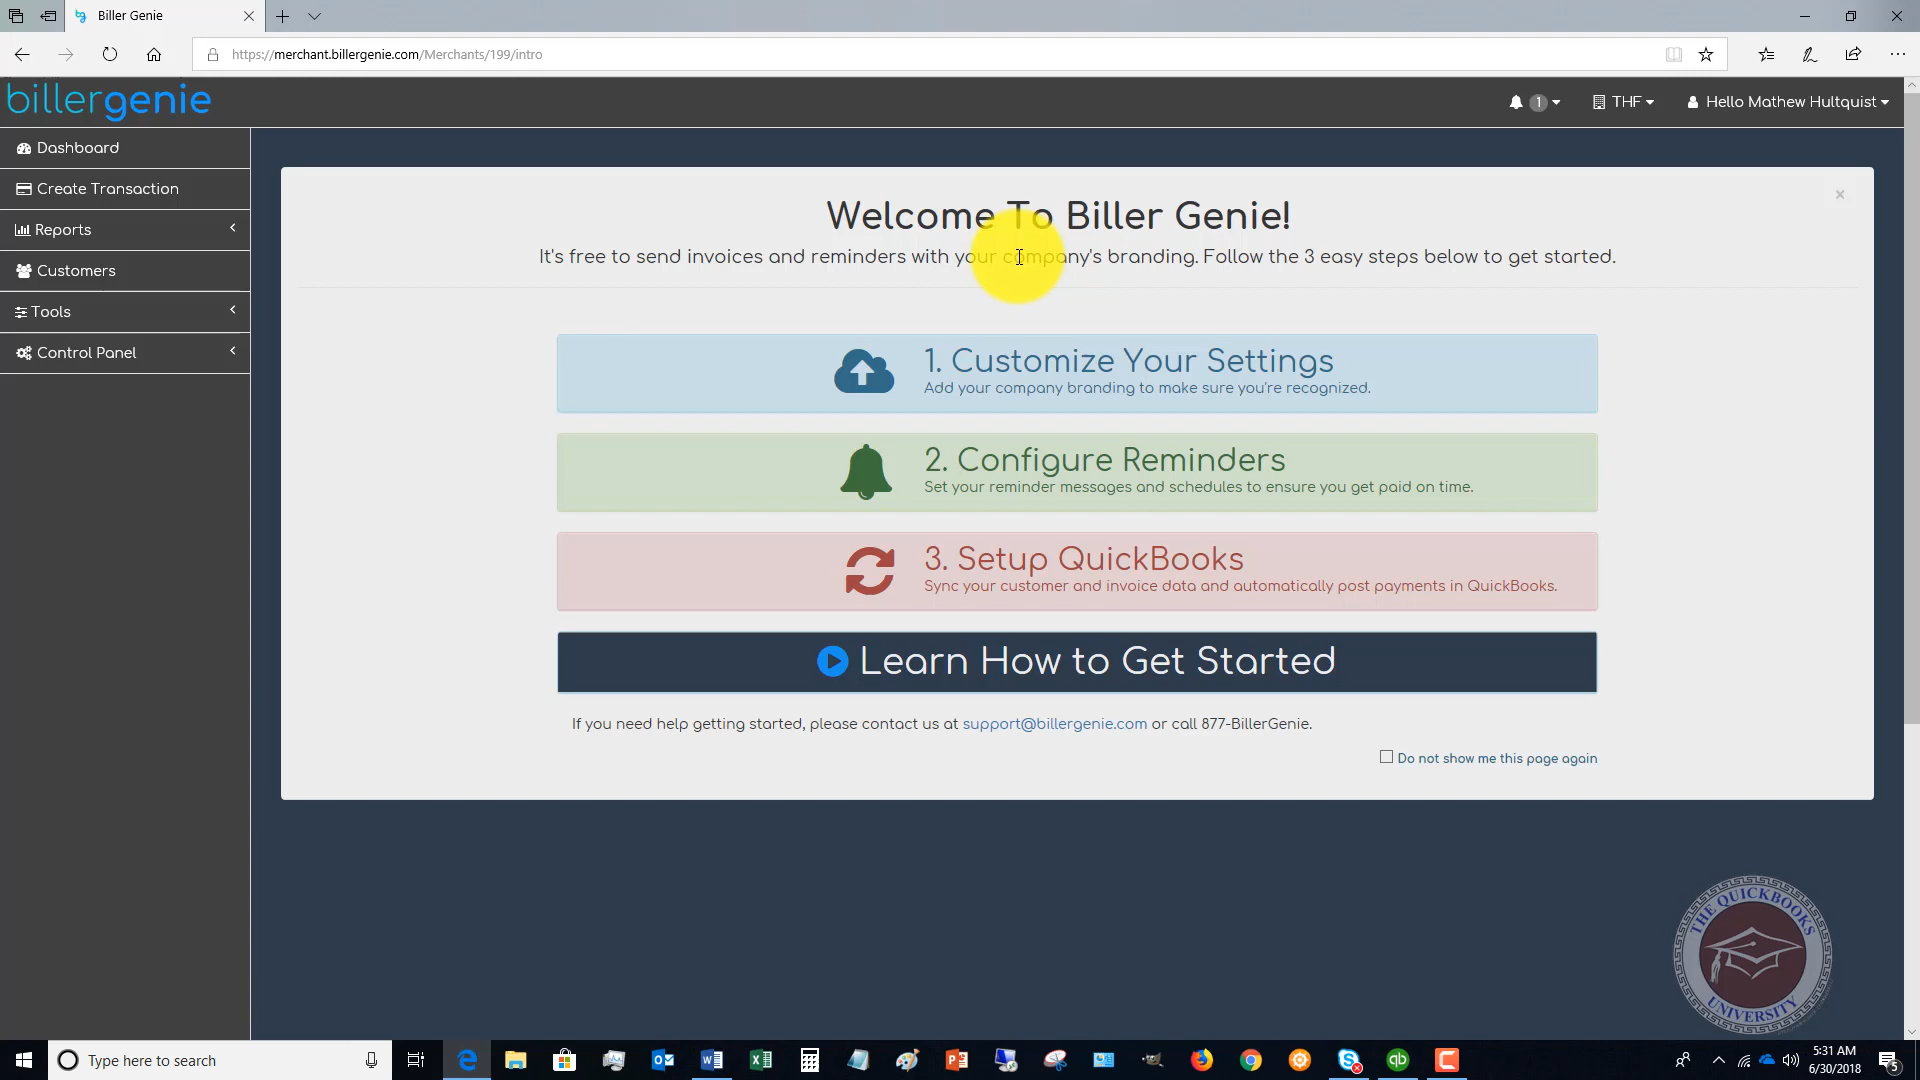 Biller Genie
https://merchant.billergenie.com/Merchants/199/intro
billergenie
1
THF
Hello Mathew Hultquist
Dashboard
Create Transaction
Reports
Customers
Tools
Control Panel
×
Welcome To Biller Genie!
It's free to send invoices and reminders with your company's branding. Follow the 3 easy steps below to get started.
1. Customize Your Settings
Add your company branding to make sure you're recognized.
2. Configure Reminders
Set your reminder messages and schedules to ensure you get paid on time.
3. Setup QuickBooks
Sync your customer and invoice data and automatically post payments in QuickBooks.
Learn How to Get Started
If you need help getting started, please contact us at support@billergenie.com or call 877-BillerGenie.
Do not show me this page again
THE QUICKBOOKS
UNIVERSITY
Type here to search
qb
5:31 AM
6/30/2018
5